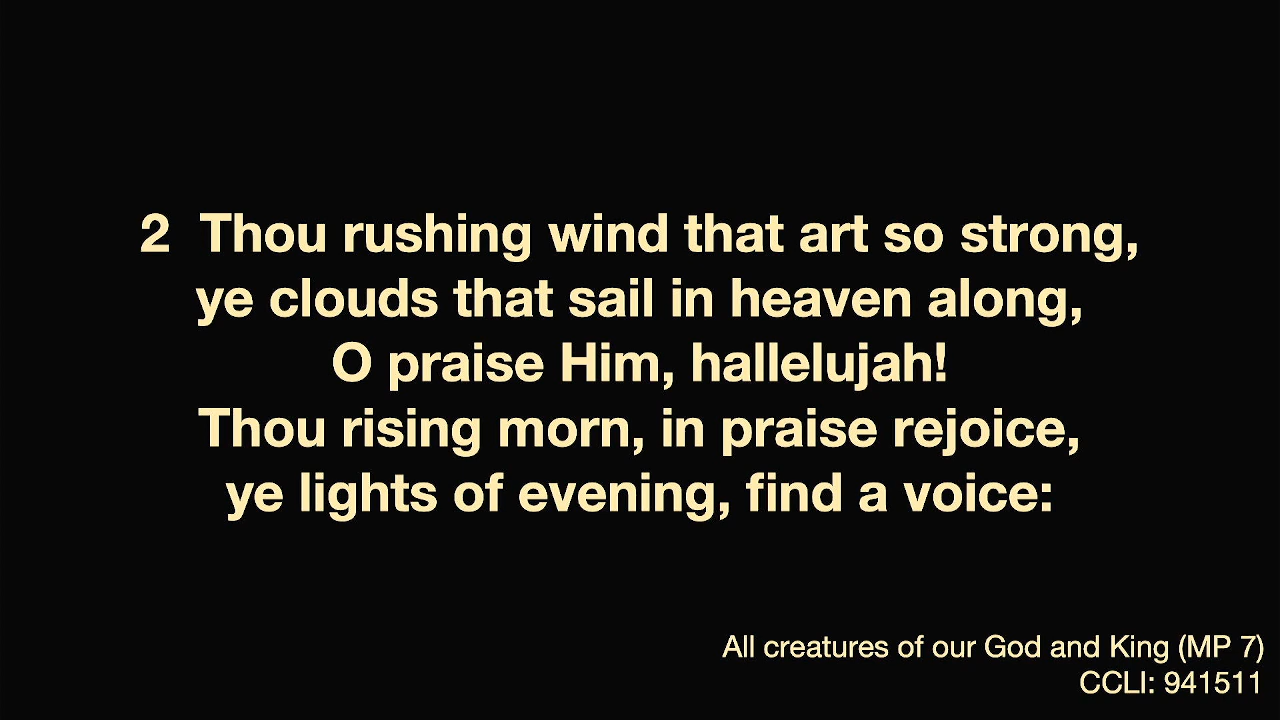 2  Thou rushing wind that art so strong,
ye clouds that sail in heaven along,
O praise Him, hallelujah!
Thou rising morn, in praise rejoice,
ye lights of evening, find a voice:
All creatures of our God and King (MP 7)
CCLI: 941511